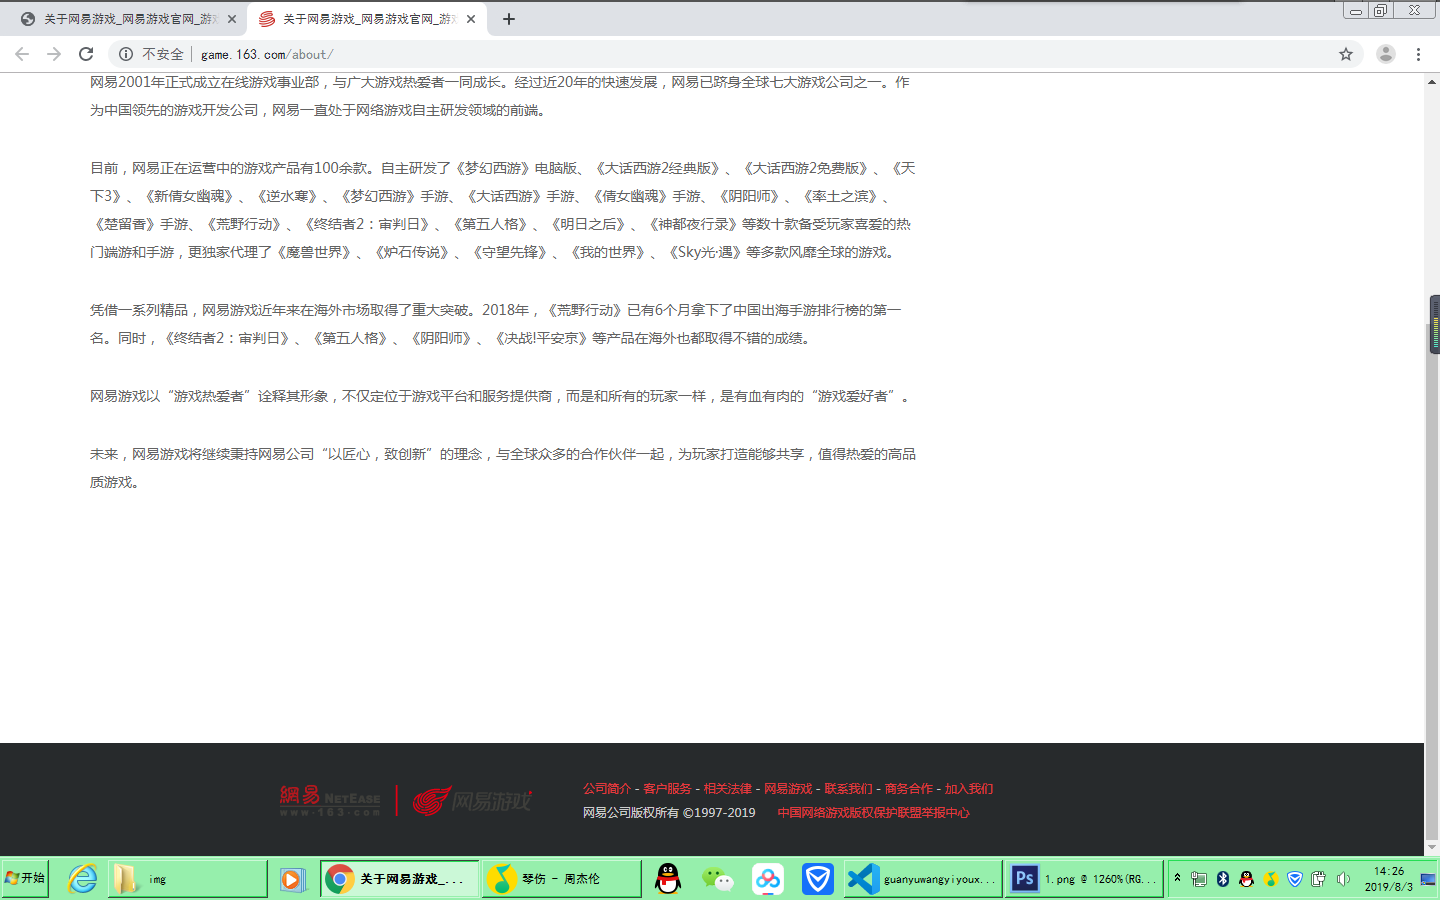 关于网易游戏_网易游戏官网_游戏
关于网易游戏_网易游戏官网_游戏
不安全 game.163.com/about/
网易2001年正式成立在线游戏事业部，与广大游戏热爱者一同成长。经过近20年的快速发展，网易已跻身全球七大游戏公司之一。作
为中国领先的游戏开发公司，网易一直处于网络游戏自主研发领域的前端。
目前，网易正在运营中的游戏产品有100余款。自主研发了《梦幻西游》电脑版、《大话西游2经典版》、《大话西游2免费版》、《天
下3》、《新倩女幽魂》、《逆水寒》、《梦幻西游》手游、《大话西游》手游、《倩女幽魂》手游、《阴阳师》、《率土之滨》、
《楚留香》手游、《荒野行动》、《终结者2：审判日》、《第五人格》、《明日之后》、《神都夜行录》等数十款备受玩家喜爱的热
门端游和手游，更独家代理了《魔兽世界》、《炉石传说》、《守望先锋》、《我的世界》、《Sky光·遇》等多款风靡全球的游戏。
凭借一系列精品，网易游戏近年来在海外市场取得了重大突破。2018年，《荒野行动》已有6个月拿下了中国出海手游排行榜的第一
名。同时，《终结者2：审判日》、《第五人格》、《阴阳师》、《决战!平安京》等产品在海外也都取得不错的成绩。
网易游戏以“游戏热爱者”诠释其形象，不仅定位于游戏平台和服务提供商，而是和所有的玩家一样，是有血有肉的“游戏爱好者”。
未来，网易游戏将继续秉持网易公司“以匠心，致创新”的理念，与全球众多的合作伙伴一起，为玩家打造能够共享，值得热爱的高品
质游戏。
網易 NETEASE
www·163·com
网易游戏
公司简介 - 客户服务 - 相关法律 - 网易游戏 - 联系我们 - 商务合作 - 加入我们
网易公司版权所有 ©1997-2019 中国网络游戏版权保护联盟举报中心
开始 img 关于网易游戏_... 琴伤 - 周杰伦 guanyuwangyiyoux... Ps 1.png @ 1260%(RG... 14:26
2019/8/3